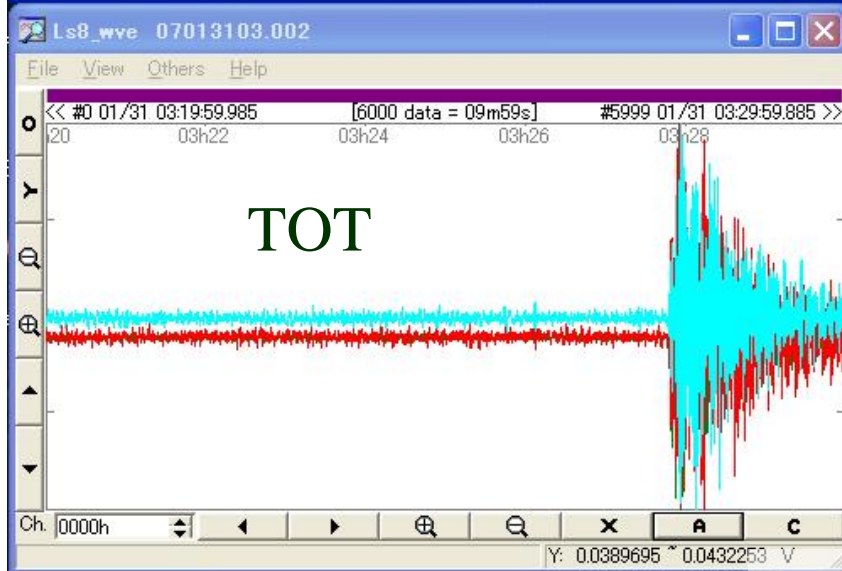 Ls8_wve 07013103.002
File View Others Help
<< #0 01/31 03:19:59.985 [6000 data = 09m59s] #5999 01/31 03:29:59.885 >>
20 03h22 03h24 03h26 03h28
TOT
Ch. 0000h X A C
Y: 0.0389695 ~ 0.0432253 V